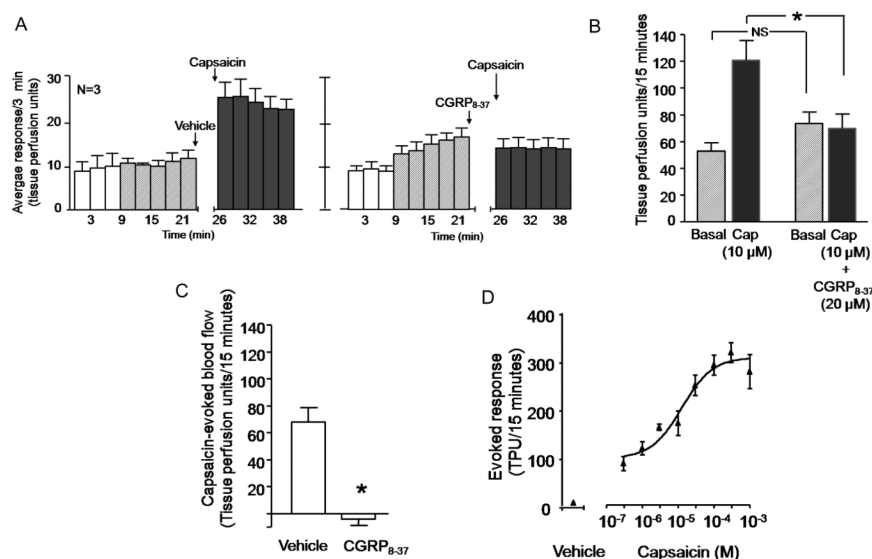 A
Avergae response/3 min
(tissue perfusion units)
30
20
10
0
N=3
Capsaicin
Vehicle
3 9 15 21 26 32 38
Time (min) Time (min)
Capsaicin
CGRP8-37
3 9 15 21 26 32 38
Time (min) Time (min)
B
Tissue perfusion units/15 minutes
140
120
100
80
60
40
20
0
NS
*
Basal Cap
(10 µM)
Basal Cap
(10 µM)
+
CGRP8-37
(20 µM)
C
Capsaicin-evoked blood flow
(Tissue perfusion units/15 minutes)
140
120
100
80
60
40
20
*
Vehicle CGRP8-37
D
Evoked response
(TPU/15 minutes)
400
300
200
100
0
10-7 10-6 10-5 10-4 10-3
Vehicle
Capsaicin (M)